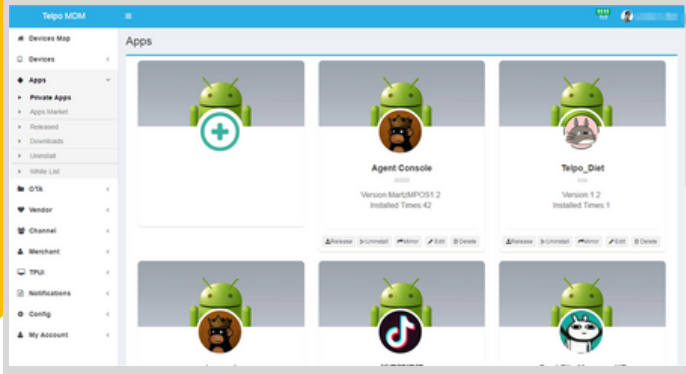 Telpo MDM
Devices Map
Devices
Apps
Private Apps
Apps Market
Released
Downloads
Uninstall
White List
OTA
Vendor
Channel
Merchant
TPUI
Notifications
Config
My Account
Apps
Agent Console
Version:MartzMPOS1.2
Installed Times:42
Release Uninstall Mirror Edit Delete
Telpo_Diet
xxx
Version:1.2
Installed Times:1
Release Uninstall Mirror Edit Delete